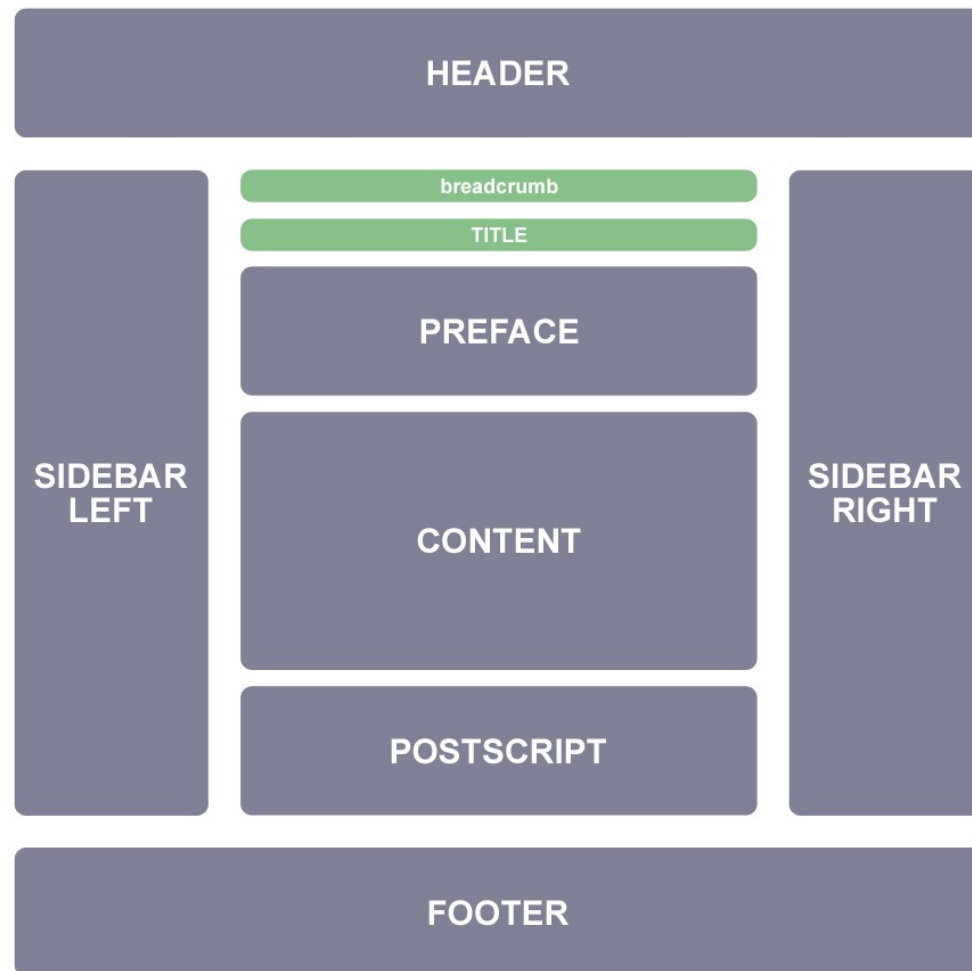 HEADER
breadcrumb
TITLE
PREFACE
SIDEBAR
LEFT
CONTENT
SIDEBAR
RIGHT
POSTSCRIPT
FOOTER